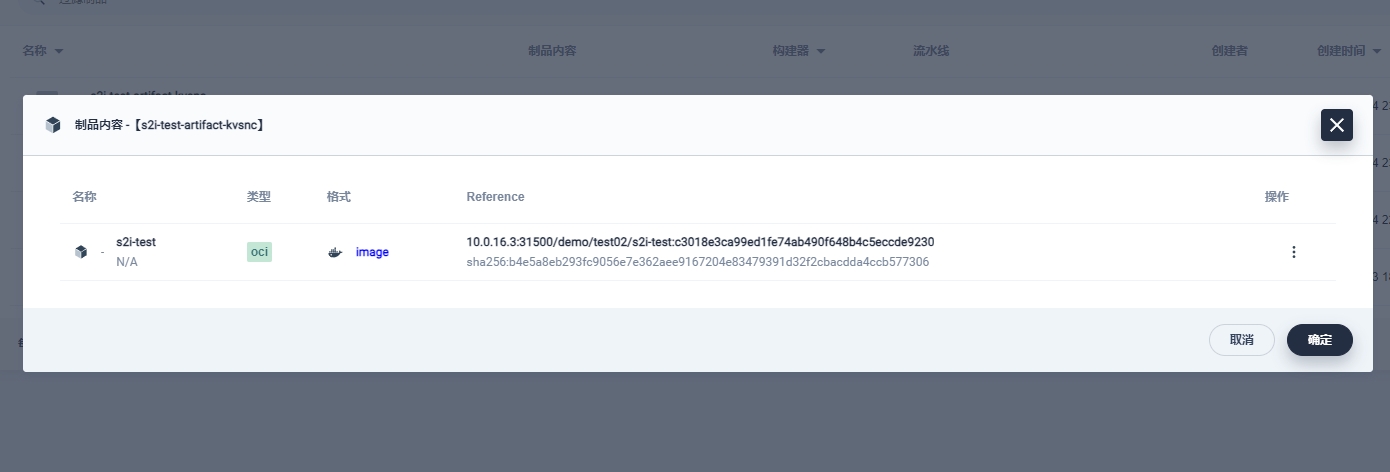 名称 制品内容 构建器 流水线 创建者 创建时间
制品内容 -【s2i-test-artifact-kvsnc】
名称 类型 格式 Reference 操作
- s2i-test oci image 10.0.16.3:31500/demo/test02/s2i-test:c3018e3ca99ed1fe74ab490f648b4c5eccde9230
N/A sha256:b4e5a8eb293fc9056e7e362aee9167204e83479391d32f2cbacdda4ccb577306
取消 确定